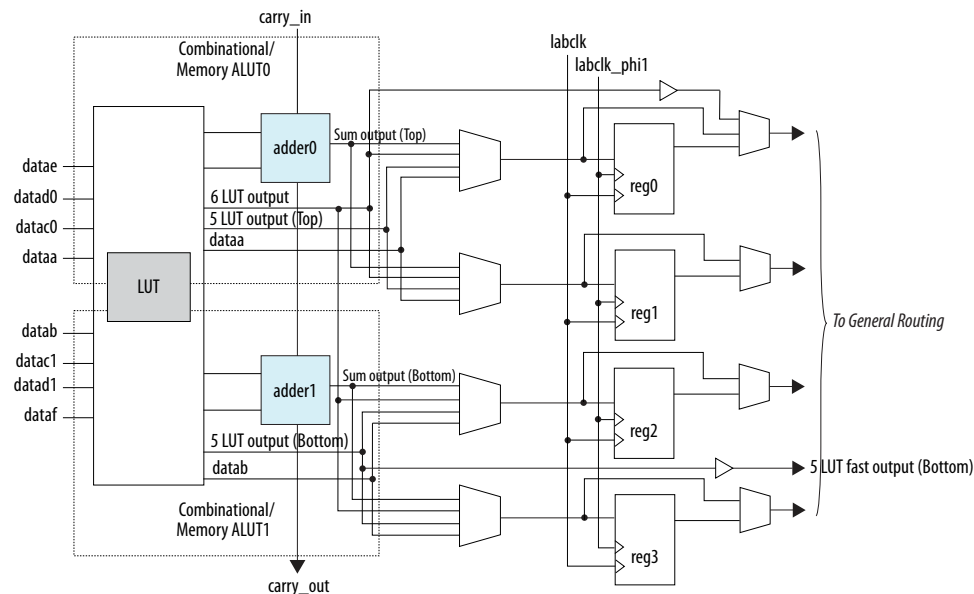 carry_in
Combinational/
Memory ALUT0
labclk
labclk_phi1
adder0
Sum output (Top)
reg0
datae
datad0
datac0
dataa
6 LUT output
5 LUT output (Top)
dataa
LUT
reg1
To General Routing
datab
datac1
datad1
dataf
adder1
Sum output (Bottom)
reg2
5 LUT output (Bottom)
datab
5 LUT fast output (Bottom)
Combinational/
Memory ALUT1
reg3
carry_out